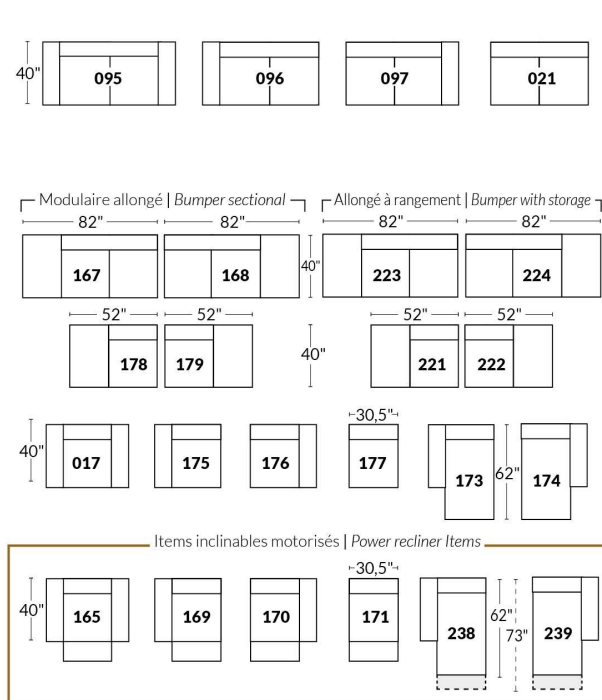 40" 095 096 097 021
Modulaire allongé | Bumper sectional Allongé à rangement | Bumper with storage
82" 82" 82" 82"
167 168 40" 223 224
52" 52" 52" 52"
178 179 40" 221 222
30,5"
40" 017 175 176 177 173 62" 174
Items inclinables motorisés | Power recliner Items
30,5"
40" 165 169 170 171 238 62" 73" 239